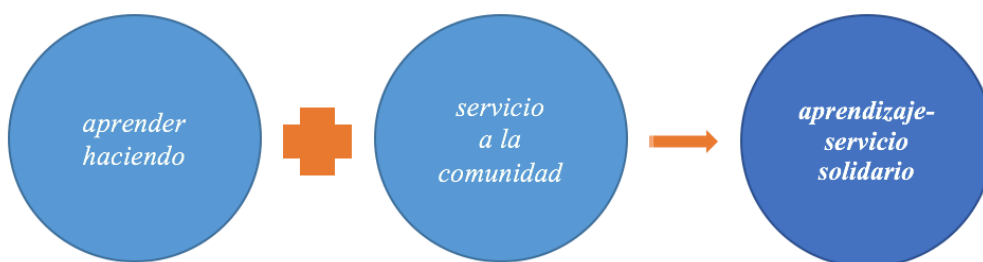 aprender
haciendo
servicio
a la
comunidad
aprendizaje-
servicio
solidario